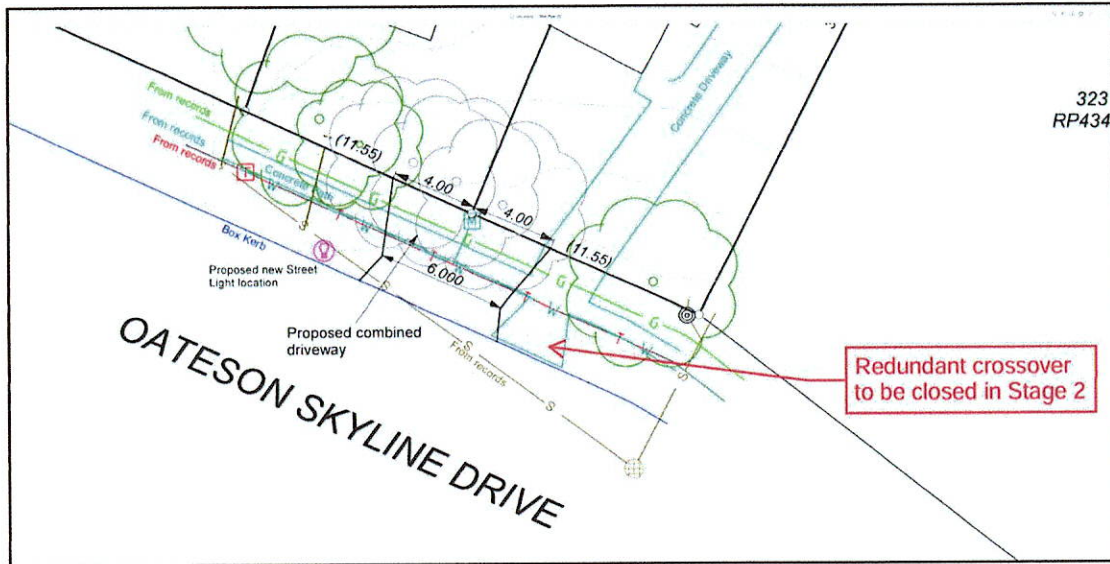 323
RP434
Concrete Driveway
From records
From records
From records
(11.55)
4.00
4.00
(11.55)
G
G
G
G
G
G
T
W
T
W
T
W
T
W
T
W
M
6.000
Box Kerb
Proposed new Street
Light location
Proposed combined
driveway
S
S
S
S
S
From records
OATESON SKYLINE DRIVE
Redundant crossover
to be closed in Stage 2